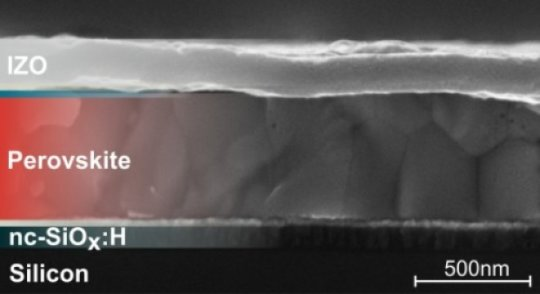 IZO
Perovskite
nc-SiOx:H
Silicon
500nm